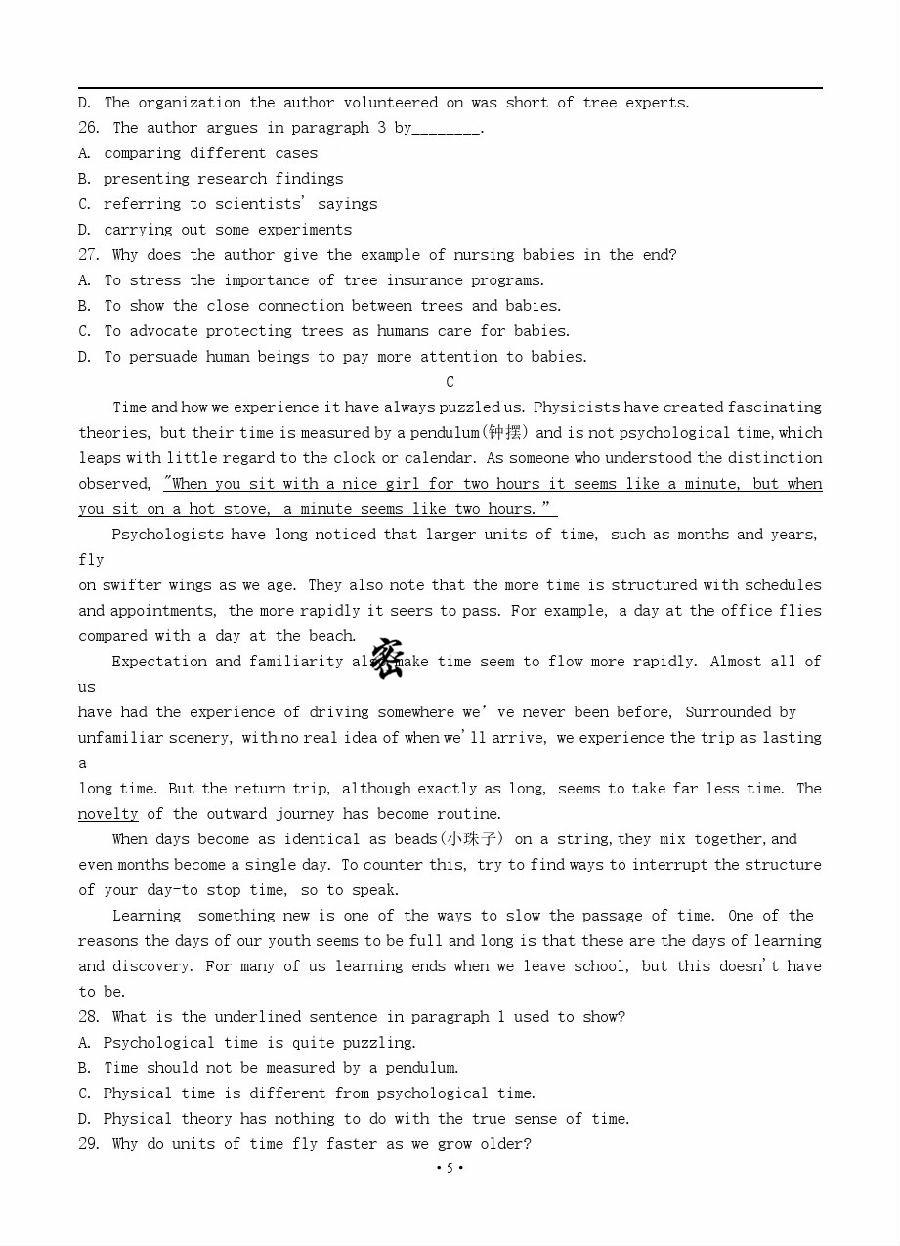 D. The organization the author volunteered on was short of tree experts.
26. The author argues in paragraph 3 by________.
A. comparing different cases
B. presenting research findings
C. referring to scientists' sayings
D. carrying out some experiments
27. Why does the author give the example of nursing babies in the end?
A. To stress the importance of tree insurance programs.
B. To show the close connection between trees and babies.
C. To advocate protecting trees as humans care for babies.
D. To persuade human beings to pay more attention to babies.
C
Time and how we experience it have always puzzled us. Physicists have created fascinating
theories, but their time is measured by a pendulum(钟摆) and is not psychological time, which
leaps with little regard to the clock or calendar. As someone who understood the distinction
observed, "When you sit with a nice girl for two hours it seems like a minute, but when
you sit on a hot stove, a minute seems like two hours.”
Psychologists have long noticed that larger units of time, such as months and years,
fly
on swifter wings as we age. They also note that the more time is structured with schedules
and appointments, the more rapidly it seers to pass. For example, a day at the office flies
compared with a day at the beach.
Expectation and familiarity also make time seem to flow more rapidly. Almost all of
密
us
have had the experience of driving somewhere we’ve never been before, Surrounded by
unfamiliar scenery, with no real idea of when we'll arrive, we experience the trip as lasting
a
long time. But the return trip, although exactly as long, seems to take far less time. The
novelty of the outward journey has become routine.
When days become as identical as beads(小珠子) on a string, they mix together, and
even months become a single day. To counter this, try to find ways to interrupt the structure
of your day-to stop time, so to speak.
Learning something new is one of the ways to slow the passage of time. One of the
reasons the days of our youth seems to be full and long is that these are the days of learning
and discovery. For many of us learning ends when we leave school, but this doesn't have
to be.
28. What is the underlined sentence in paragraph 1 used to show?
A. Psychological time is quite puzzling.
B. Time should not be measured by a pendulum.
C. Physical time is different from psychological time.
D. Physical theory has nothing to do with the true sense of time.
29. Why do units of time fly faster as we grow older?
• 5 •